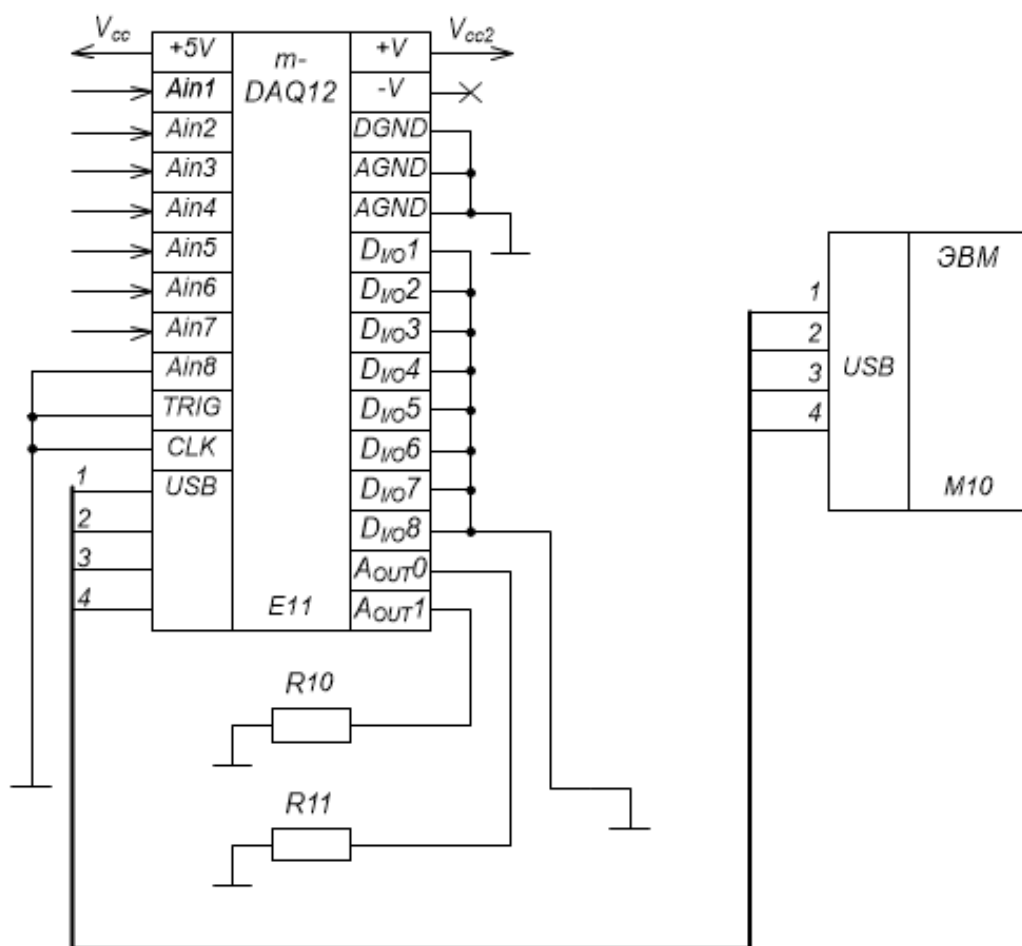 Vcc
+5V
Ain1
Ain2
Ain3
Ain4
Ain5
Ain6
Ain7
Ain8
TRIG
CLK
USB
1
2
3
4
m-
DAQ12
E11
+V
Vcc2
-V
DGND
AGND
AGND
DI/O1
DI/O2
DI/O3
DI/O4
DI/O5
DI/O6
DI/O7
DI/O8
AOUT0
AOUT1
R10
R11
1
2
3
4
USB
ЭВМ
M10